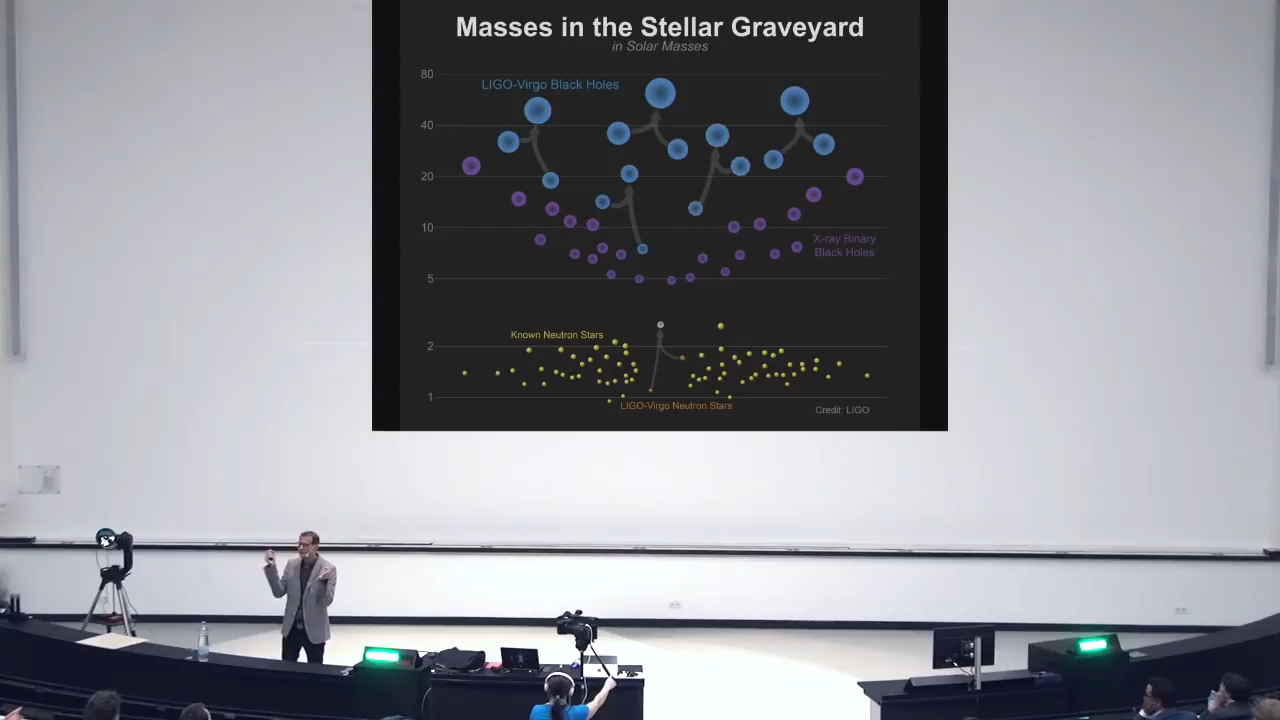 Masses in the Stellar Graveyard
in Solar Masses
80
LIGO-Virgo Black Holes
40
20
10
X-ray Binary
Black Holes
5
Known Neutron Stars
?
2
1
LIGO-Virgo Neutron Stars
Credit: LIGO